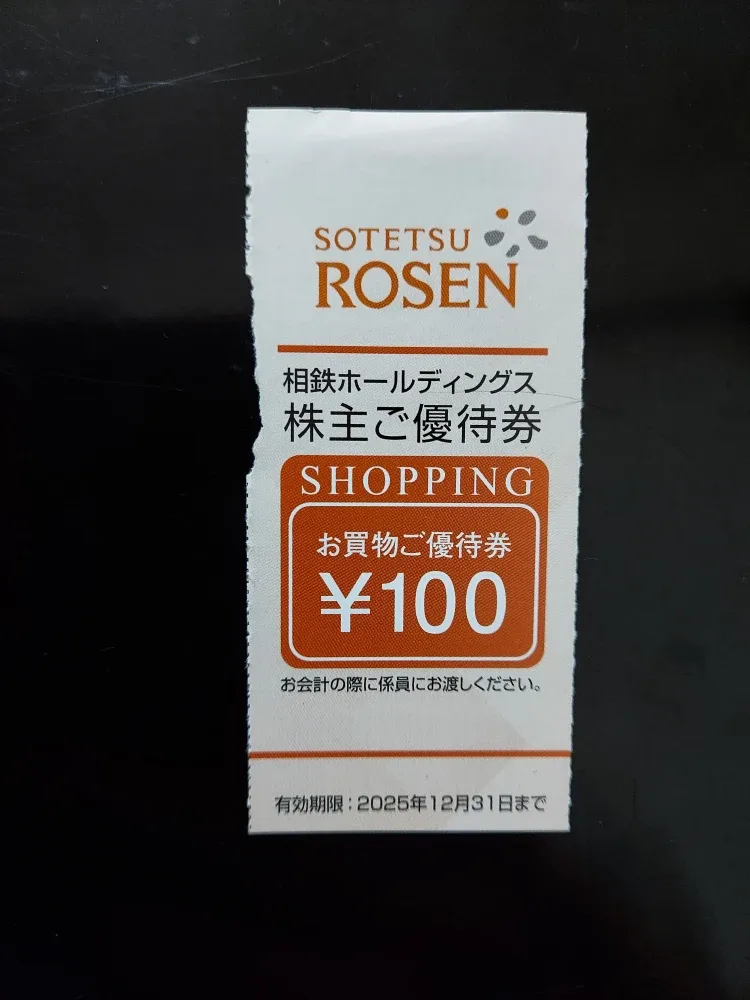 SOTETSU
ROSEN
相鉄ホールディングス
株主ご優待券
SHOPPING
お買物ご優待券
¥100
お会計の際に係員にお渡しください。
有効期限:2025年12月31日まで